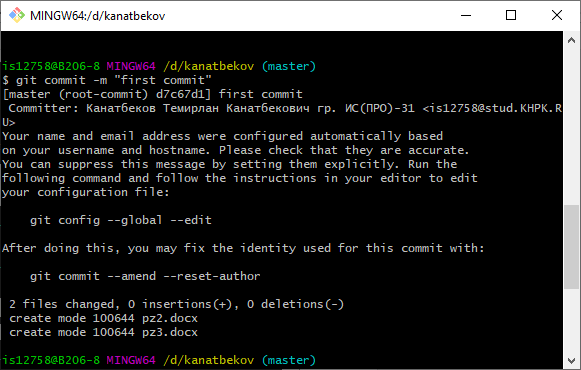 MINGW64:/d/kanatbekov
is12758@B206-8 MINGW64 /d/kanatbekov (master)
$ git commit -m "first commit"
[master (root-commit) d7c67d1] first commit
 Committer: Канатбеков Темирлан Канатбекович гр. ИС(ПРО)-31 <is12758@stud.KHPK.R
U>
Your name and email address were configured automatically based
on your username and hostname. Please check that they are accurate.
You can suppress this message by setting them explicitly. Run the
following command and follow the instructions in your editor to edit
your configuration file:
    git config --global --edit
After doing this, you may fix the identity used for this commit with:
    git commit --amend --reset-author
 2 files changed, 0 insertions(+), 0 deletions(-)
 create mode 100644 pz2.docx
 create mode 100644 pz3.docx
is12758@B206-8 MINGW64 /d/kanatbekov (master)